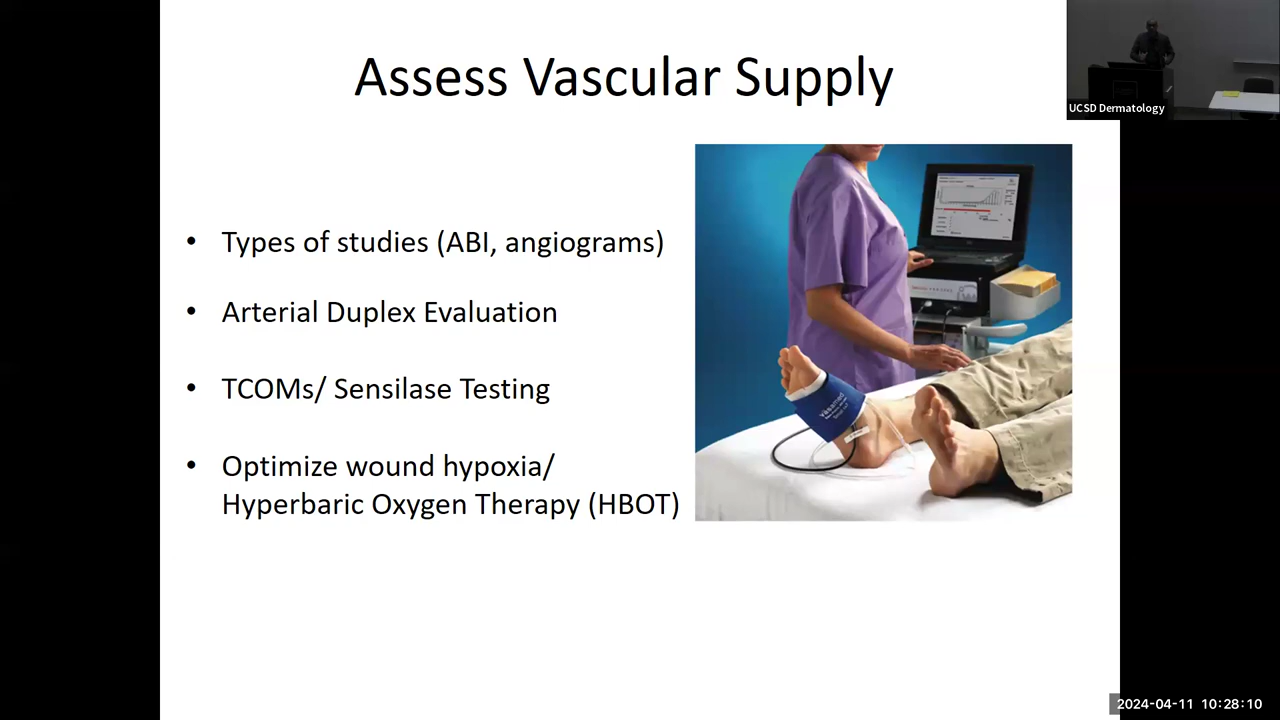 Assess Vascular Supply
UCSD Dermatology
• Types of studies (ABI, angiograms)
• Arterial Duplex Evaluation
• TCOMs/ Sensilase Testing
• Optimize wound hypoxia/
Hyperbaric Oxygen Therapy (HBOT)
2024-04-11 10:28:10